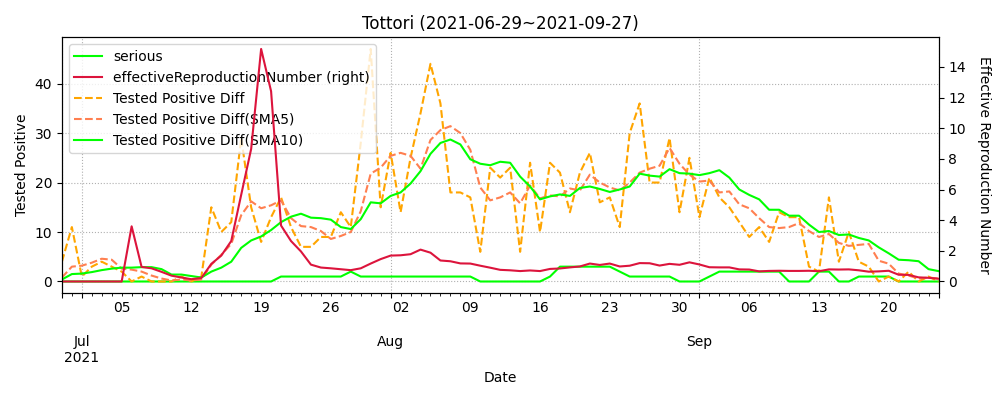 Tottori (2021-06-29~2021-09-27)
serious
effectiveReproductionNumber (right)
Tested Positive Diff
Tested Positive Diff(SMA5)
Tested Positive Diff(SMA10)
Tested Positive
40
30
20
10
0
14
12
10
8
6
4
2
0
Effective Reproduction Number
05 12 19 26 02 09 16 23 30 06 13 20
Jul Aug Sep
2021
Date